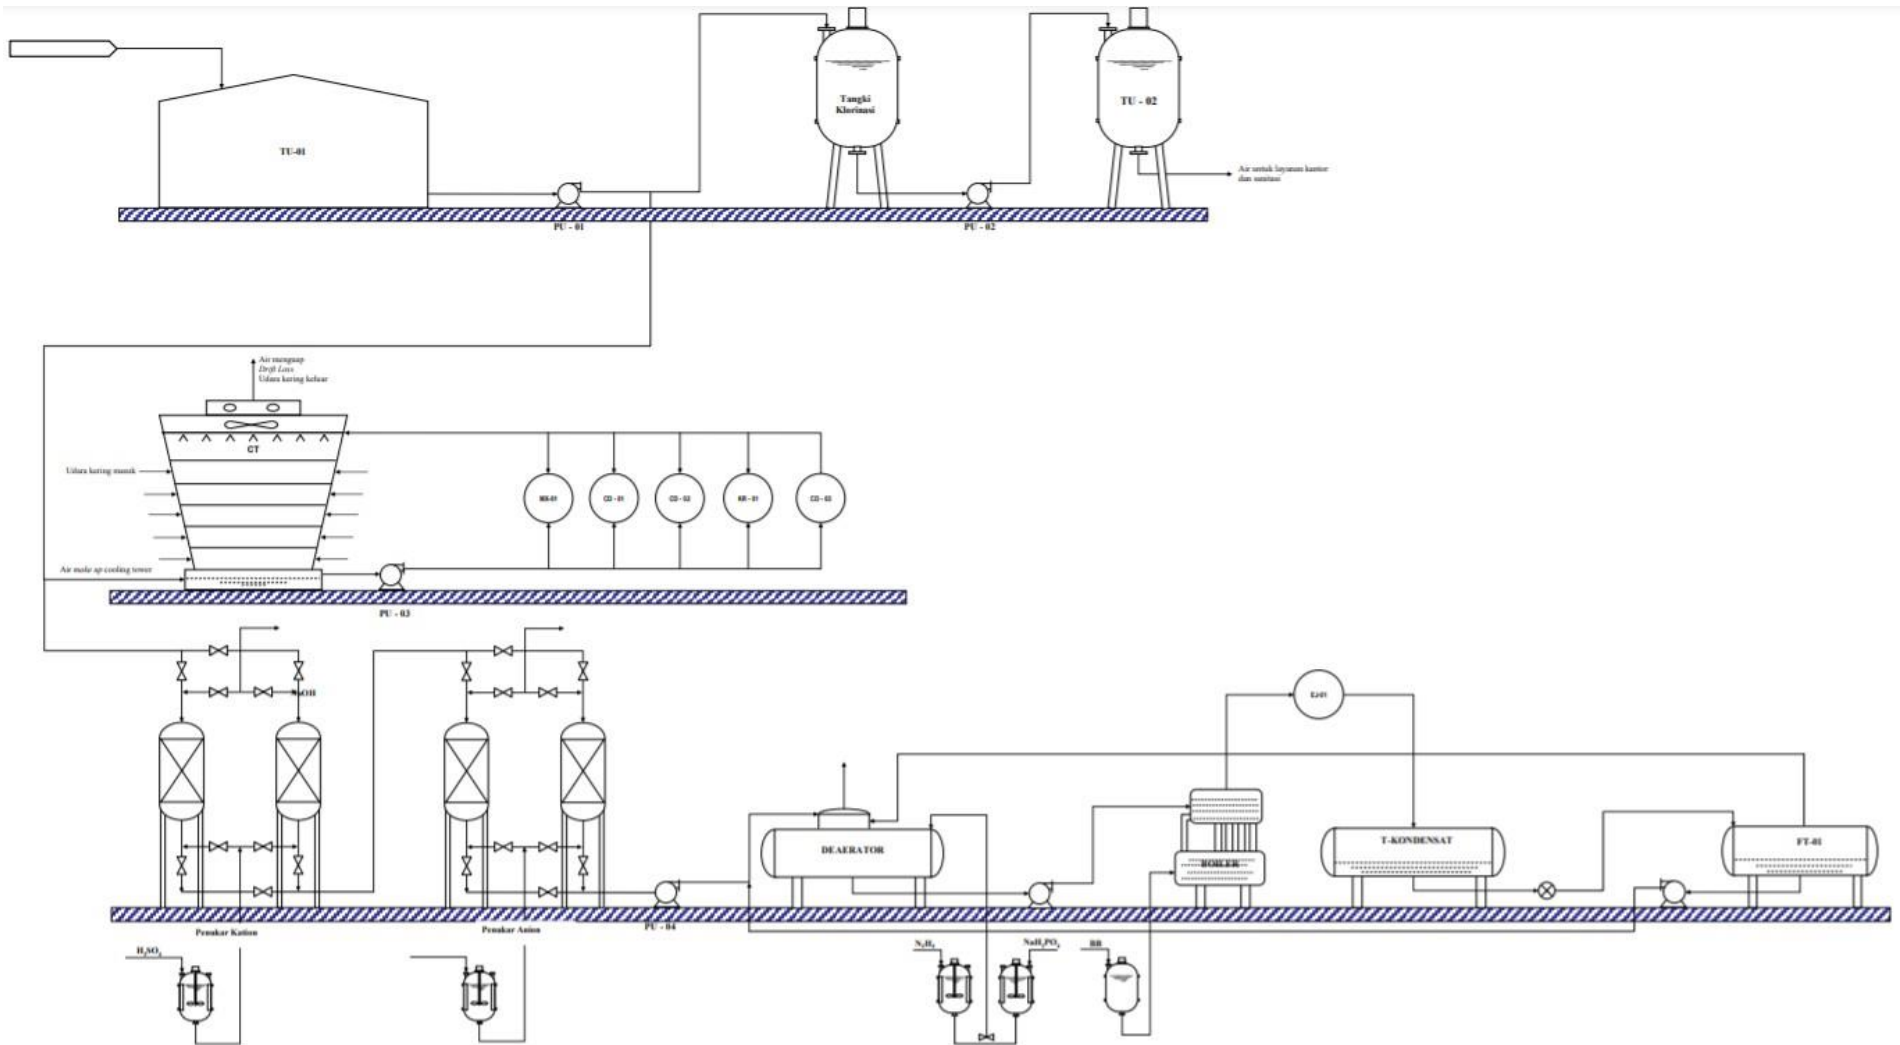 Tangki
Klorinasi
TU - 02
TU-01
Air untuk layanan kantor
dan sanitasi
PU - 01
PU - 02
Air menguap
Drift Loss
Udara kering keluar
CT
Udara kering masuk
CD - 01
CD - 02
CD - 03
Air make up cooling tower
PU - 03
NaOH
EJ-01
DEAERATOR
BOILER
T-KONDENSAT
FT-01
Penukar Kation
Penukar Anion
PU - 04
H₂SO₄
N₂H₄
NaH₂PO₄
BB